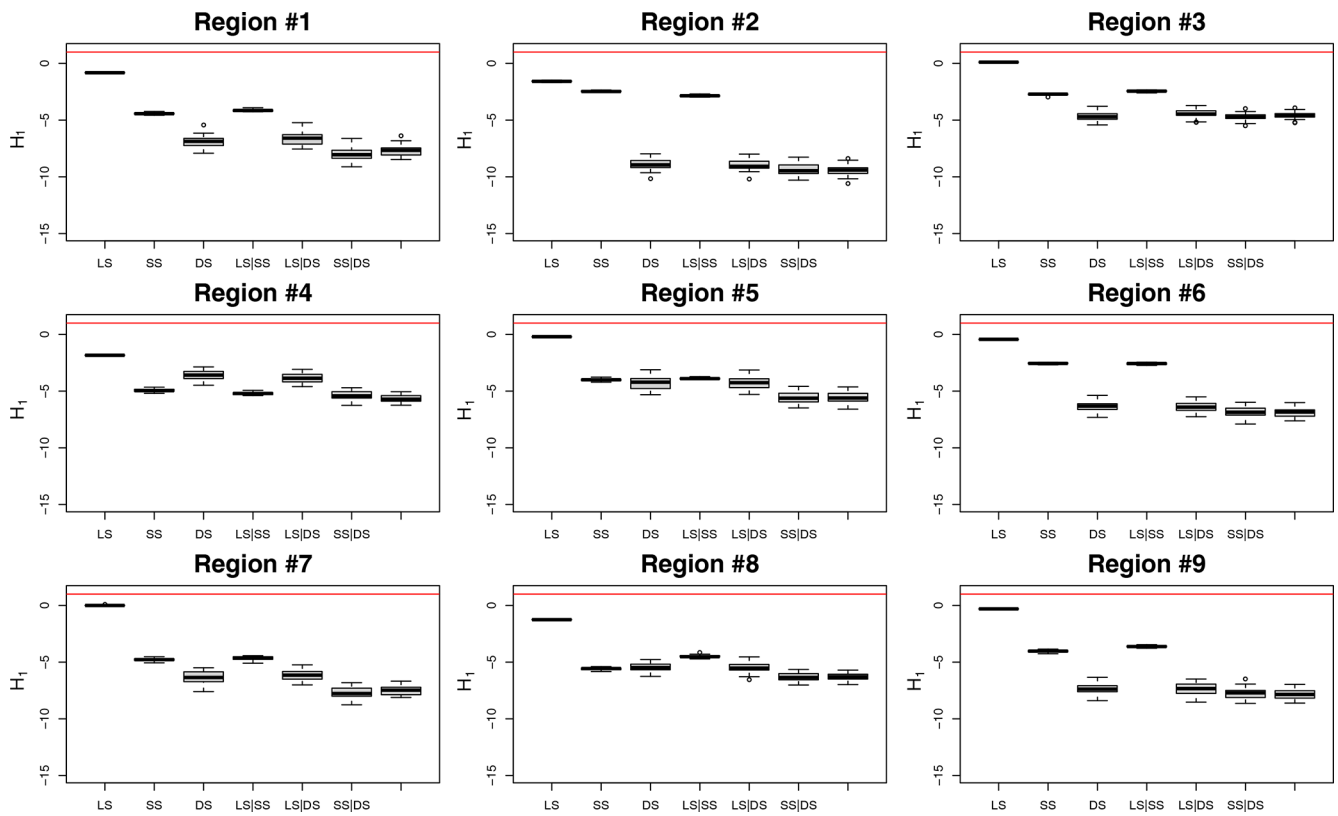 Region #1
Region #2
Region #3
H1
0
−5
−10
−15
LS SS DS LS|SS LS|DS SS|DS
H1
0
−5
−10
−15
LS SS DS LS|SS LS|DS SS|DS
H1
0
−5
−10
−15
LS SS DS LS|SS LS|DS SS|DS
Region #4
Region #5
Region #6
H1
0
−5
−10
−15
LS SS DS LS|SS LS|DS SS|DS
H1
0
−5
−10
−15
LS SS DS LS|SS LS|DS SS|DS
H1
0
−5
−10
−15
LS SS DS LS|SS LS|DS SS|DS
Region #7
Region #8
Region #9
H1
0
−5
−10
−15
LS SS DS LS|SS LS|DS SS|DS
H1
0
−5
−10
−15
LS SS DS LS|SS LS|DS SS|DS
H1
0
−5
−10
−15
LS SS DS LS|SS LS|DS SS|DS